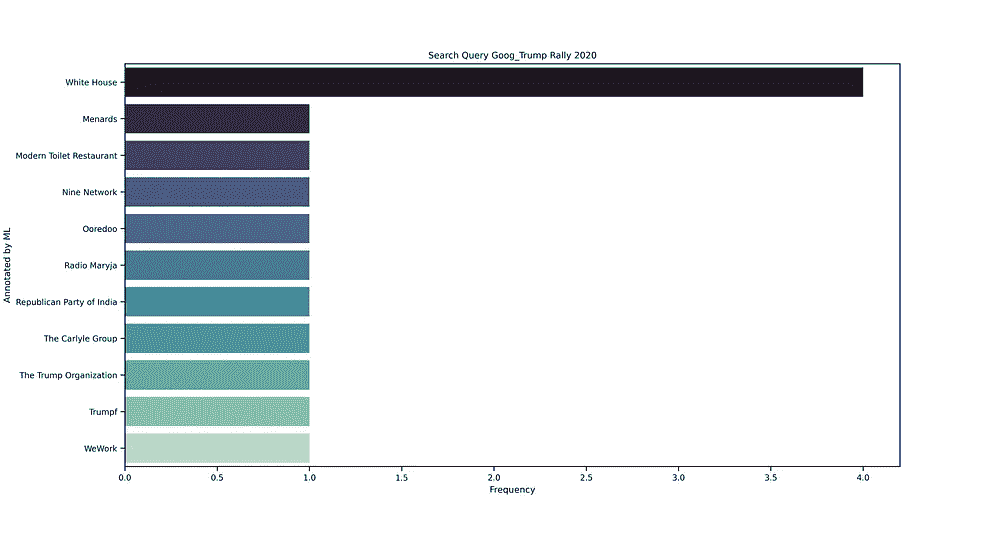 Search Query Goog_Trump Rally 2020
Annotated by ML
White House
Menards
Modern Toilet Restaurant
Nine Network
Ooredoo
Radio Maryja
Republican Party of India
The Carlyle Group
The Trump Organization
Trumpf
WeWork
0.0 0.5 1.0 1.5 2.0 2.5 3.0 3.5 4.0
Frequency